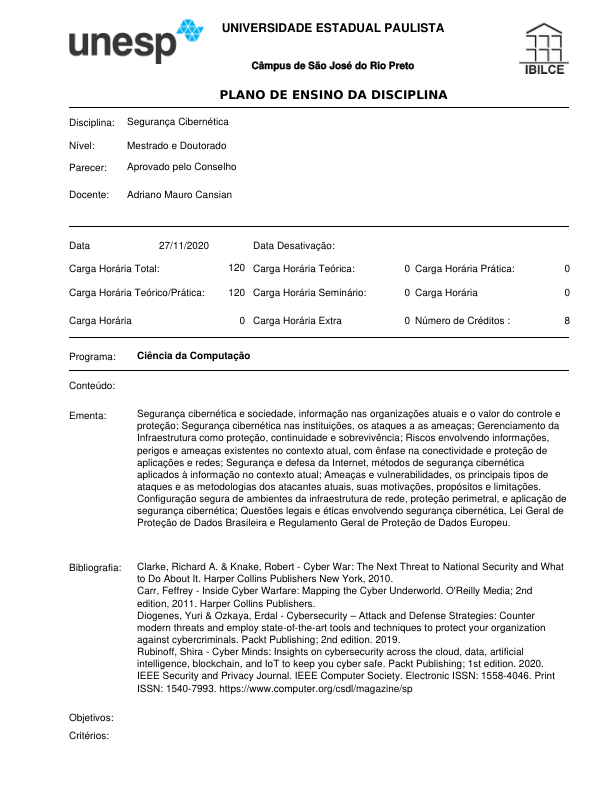 unesp
UNIVERSIDADE ESTADUAL PAULISTA
Câmpus de São José do Rio Preto
IBILCE
PLANO DE ENSINO DA DISCIPLINA
Disciplina: Segurança Cibernética
Nível: Mestrado e Doutorado
Parecer: Aprovado pelo Conselho
Docente: Adriano Mauro Cansian
Data 27/11/2020 Data Desativação:
Carga Horária Total: 120 Carga Horária Teórica: 0 Carga Horária Prática: 0
Carga Horária Teórico/Prática: 120 Carga Horária Seminário: 0 Carga Horária 0
Carga Horária 0 Carga Horária Extra 0 Número de Créditos : 8
Programa: Ciência da Computação
Conteúdo:
Ementa: Segurança cibernética e sociedade, informação nas organizações atuais e o valor do controle e
proteção; Segurança cibernética nas instituições, os ataques a as ameaças; Gerenciamento da
Infraestrutura como proteção, continuidade e sobrevivência; Riscos envolvendo informações,
perigos e ameaças existentes no contexto atual, com ênfase na conectividade e proteção de
aplicações e redes; Segurança e defesa da Internet, métodos de segurança cibernética
aplicados à informação no contexto atual; Ameaças e vulnerabilidades, os principais tipos de
ataques e as metodologias dos atacantes atuais, suas motivações, propósitos e limitações.
Configuração segura de ambientes da infraestrutura de rede, proteção perimetral, e aplicação de
segurança cibernética; Questões legais e éticas envolvendo segurança cibernética, Lei Geral de
Proteção de Dados Brasileira e Regulamento Geral de Proteção de Dados Europeu.
Bibliografia: Clarke, Richard A. & Knake, Robert - Cyber War: The Next Threat to National Security and What
to Do About It. Harper Collins Publishers New York, 2010.
Carr, Feffrey - Inside Cyber Warfare: Mapping the Cyber Underworld. O'Reilly Media; 2nd
edition, 2011. Harper Collins Publishers.
Diogenes, Yuri & Ozkaya, Erdal - Cybersecurity – Attack and Defense Strategies: Counter
modern threats and employ state-of-the-art tools and techniques to protect your organization
against cybercriminals. Packt Publishing; 2nd edition. 2019.
Rubinoff, Shira - Cyber Minds: Insights on cybersecurity across the cloud, data, artificial
intelligence, blockchain, and IoT to keep you cyber safe. Packt Publishing; 1st edition. 2020.
IEEE Security and Privacy Journal. IEEE Computer Society. Electronic ISSN: 1558-4046. Print
ISSN: 1540-7993. https://www.computer.org/csdl/magazine/sp
Objetivos:
Critérios: